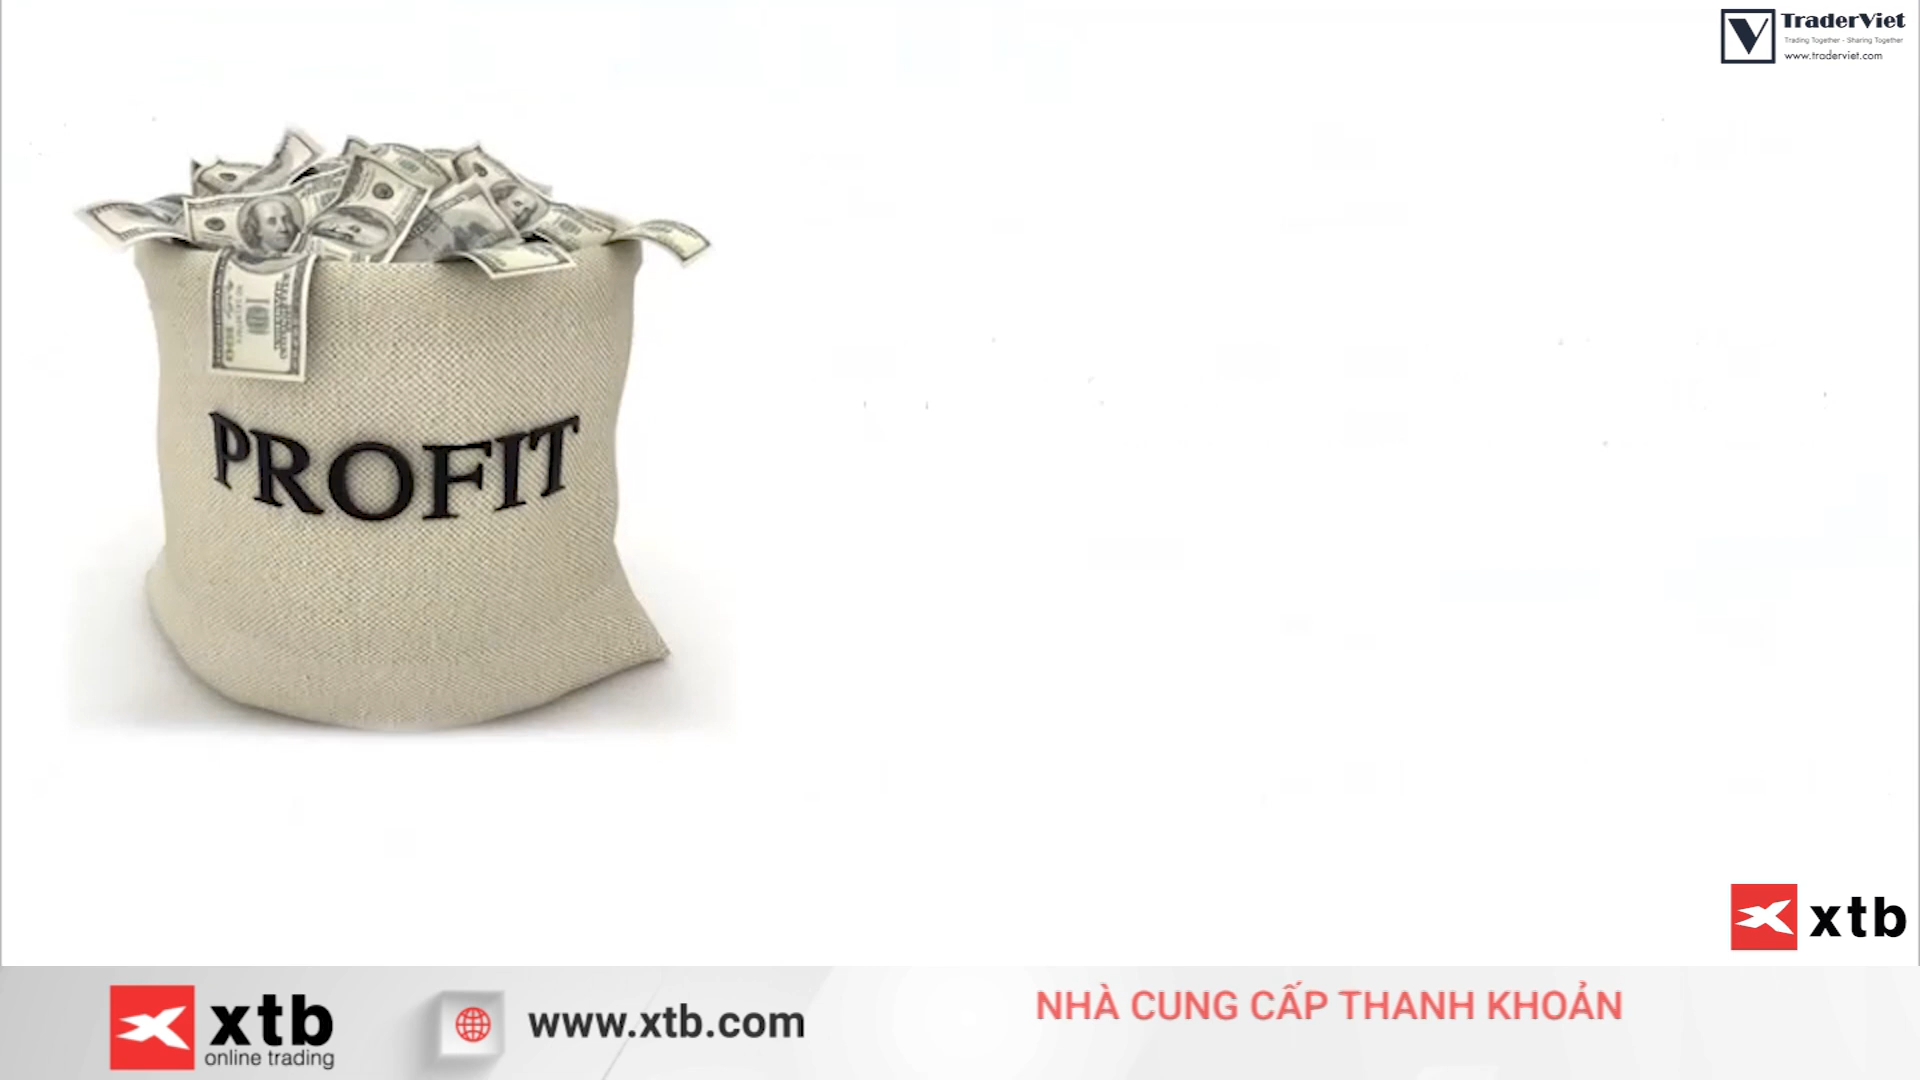 TraderViet
Trading Together - Sharing Together
www.traderviet.com
PROFIT
xtb
xtb
online trading
www.xtb.com
NHÀ CUNG CẤP THANH KHOẢN